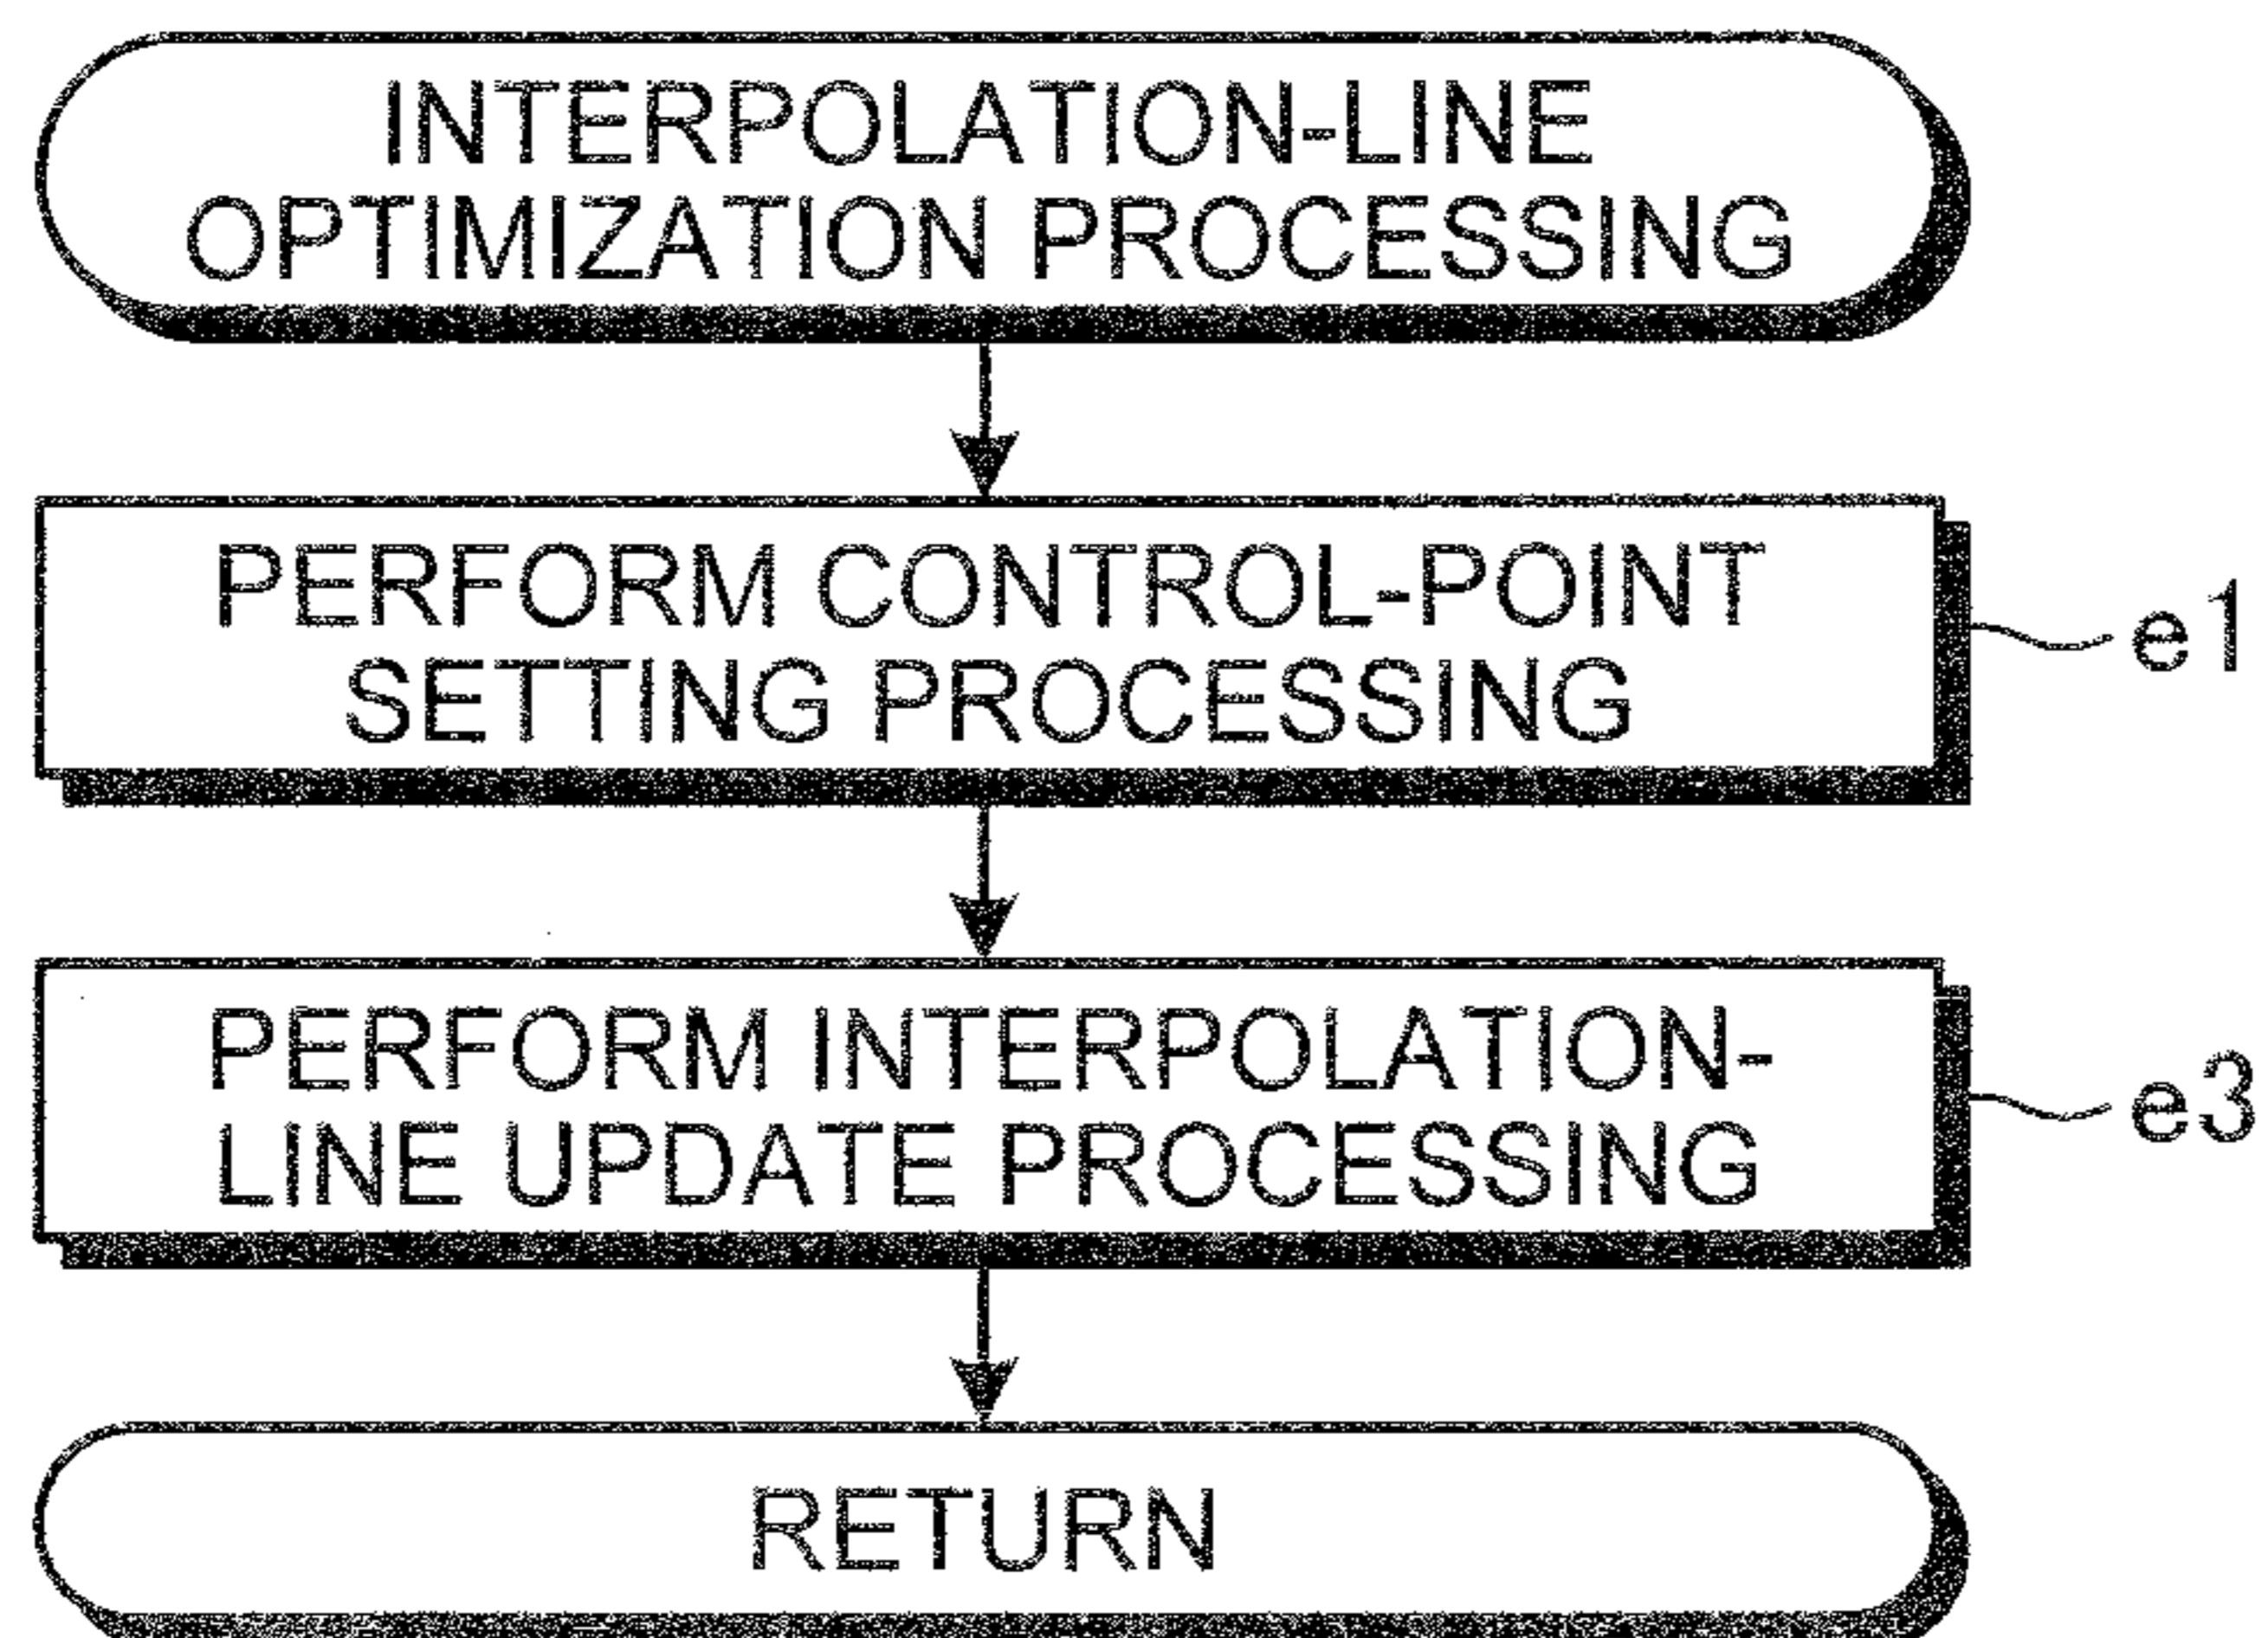 INTERPOLATION-LINE
OPTIMIZATION PROCESSING
PERFORM CONTROL-POINT
SETTING PROCESSING
e1
PERFORM INTERPOLATION-
LINE UPDATE PROCESSING
e3
RETURN